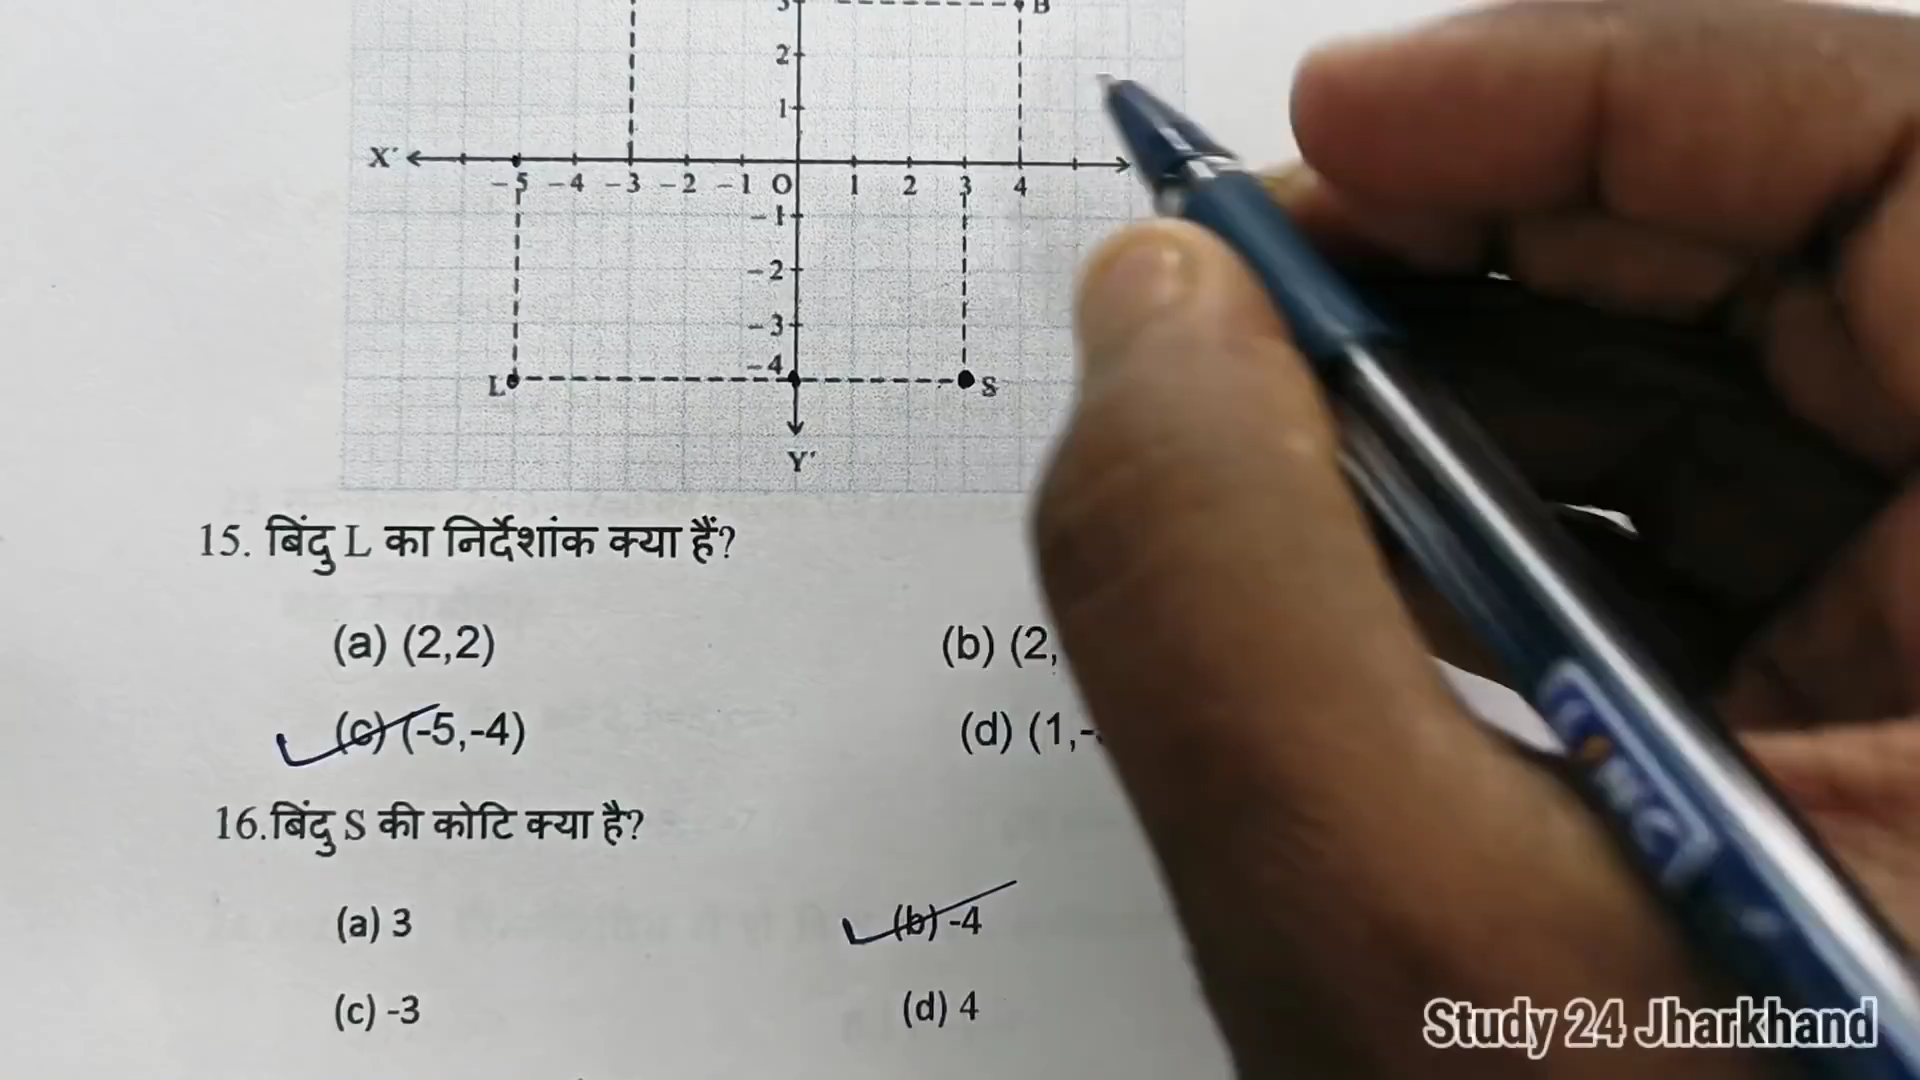 3 B
2
1
X'
-5 -4 -3 -2 -1 O 1 2 3 4
-1
-2
-3
-4
L S
Y'
15. बिंदु L का निर्देशांक क्या हैं?
(a) (2,2) (b) (2,
(c) (-5,-4) (d) (1,-
16.बिंदु S की कोटि क्या है?
(a) 3 (b) -4
(c) -3 (d) 4
Study 24 Jharkhand